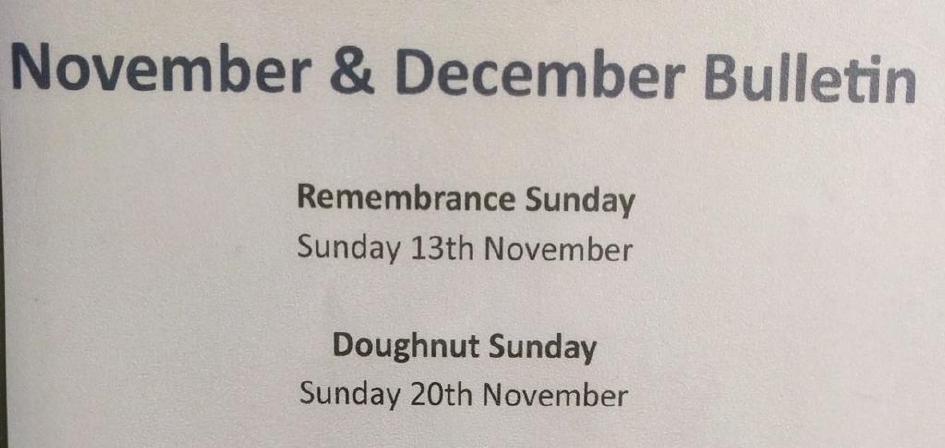 November & December Bulletin
Remembrance Sunday
Sunday 13th November
Doughnut Sunday
Sunday 20th November